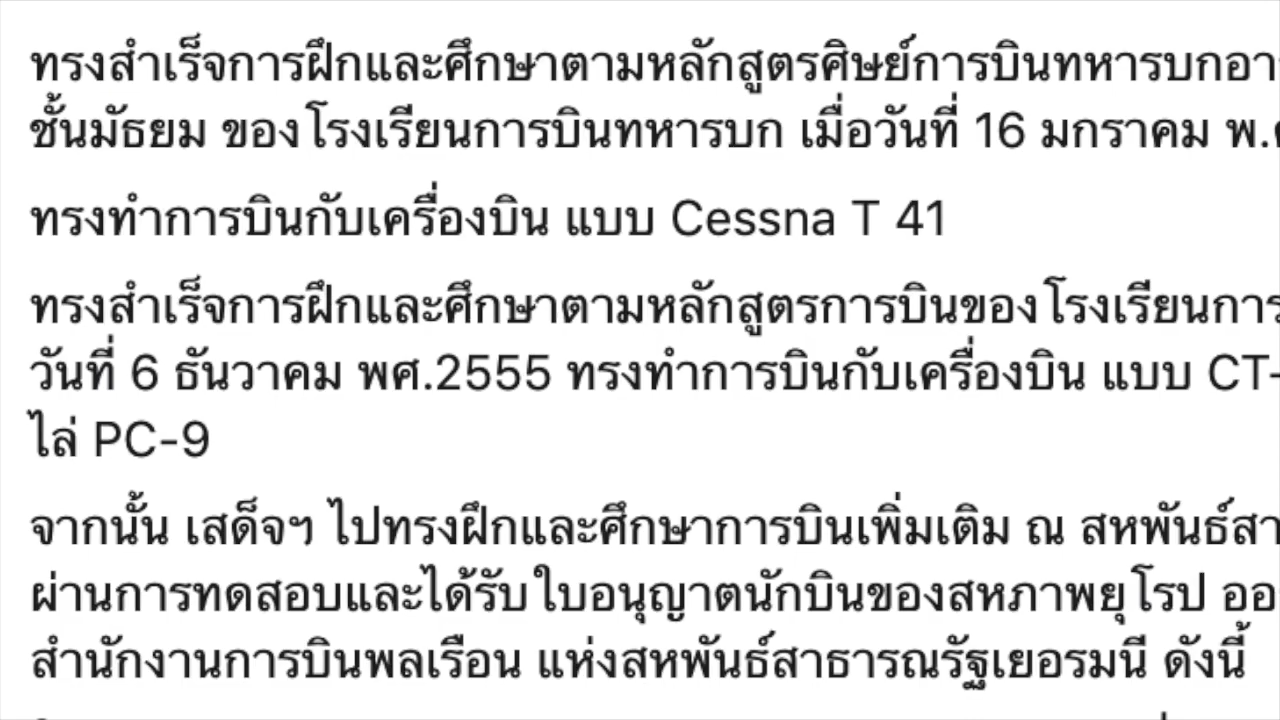 ทรงสำเร็จการฝึกและศึกษาตามหลักสูตรศิษย์การบินทหารบกอา
ชั้นมัธยม ของโรงเรียนการบินทหารบก เมื่อวันที่ 16 มกราคม พ.
ทรงทำการบินกับเครื่องบิน แบบ Cessna T 41
ทรงสำเร็จการฝึกและศึกษาตามหลักสูตรการบินของโรงเรียนการ
วันที่ 6 ธันวาคม พศ.2555 ทรงทำการบินกับเครื่องบิน แบบ CT-
ไล่ PC-9
จากนั้น เสด็จฯ ไปทรงฝึกและศึกษาการบินเพิ่มเติม ณ สหพันธ์สา
ผ่านการทดสอบและได้รับใบอนุญาตนักบินของสหภาพยุโรป ออ
สำนักงานการบินพลเรือน แห่งสหพันธ์สาธารณรัฐเยอรมนี ดังนี้